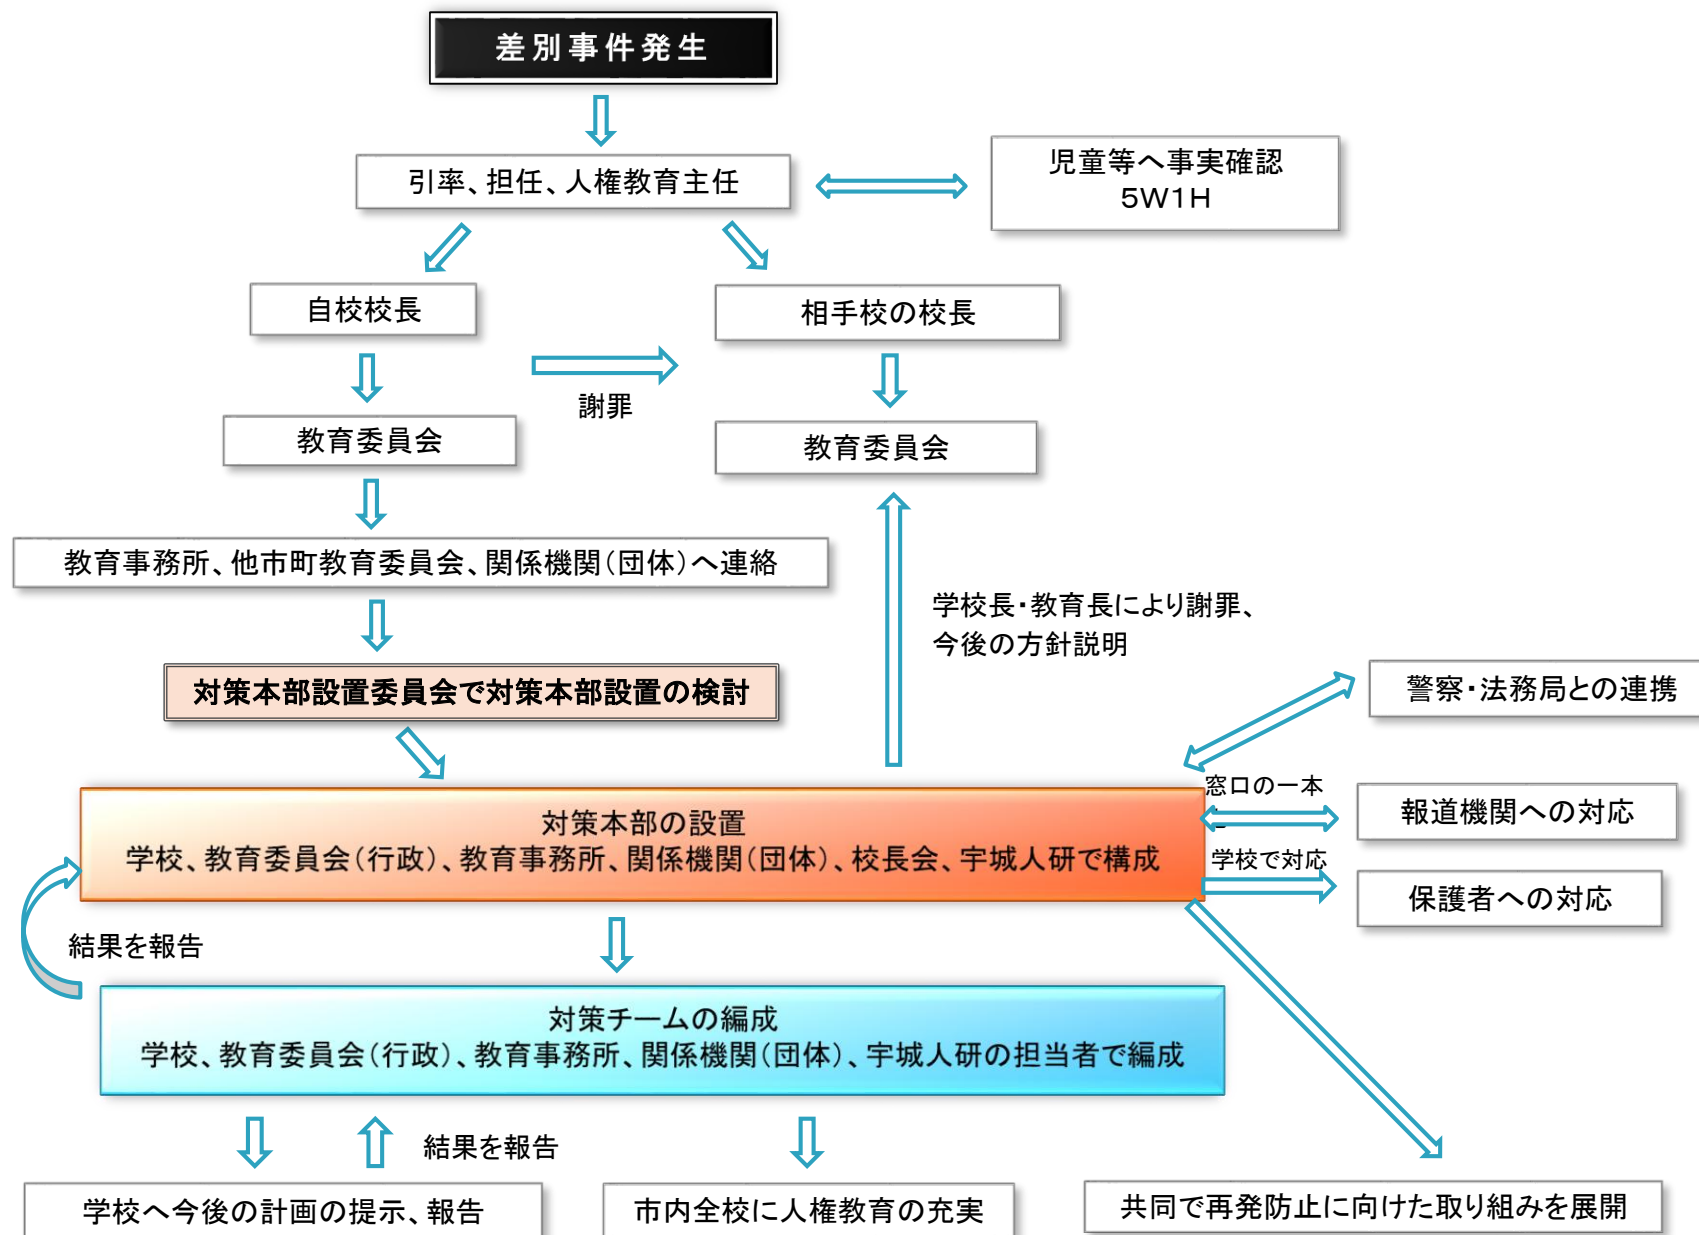 差別事件発生
引率、担任、人権教育主任
児童等へ事実確認
5W1H
自校校長
相手校の校長
謝罪
教育委員会
教育委員会
教育事務所、他市町教育委員会、関係機関(団体)へ連絡
学校長・教育長により謝罪、
今後の方針説明
対策本部設置委員会で対策本部設置の検討
警察・法務局との連携
窓口の一本
対策本部の設置
学校、教育委員会(行政)、教育事務所、関係機関(団体)、校長会、宇城人研で構成
報道機関への対応
学校で対応
保護者への対応
結果を報告
対策チームの編成
学校、教育委員会(行政)、教育事務所、関係機関(団体)、宇城人研の担当者で編成
結果を報告
学校へ今後の計画の提示、報告
市内全校に人権教育の充実
共同で再発防止に向けた取り組みを展開